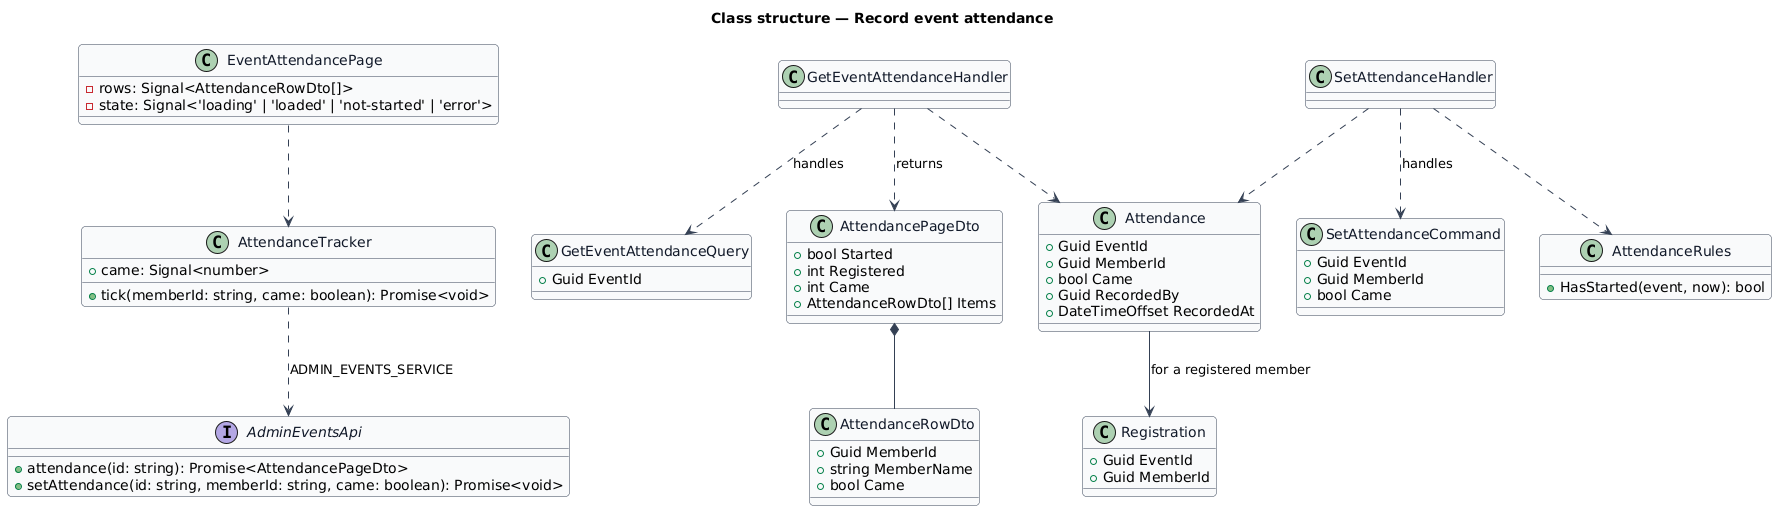 Class structure — Record event attendance
C EventAttendancePage
rows: Signal<AttendanceRowDto[]>
state: Signal<'loading' | 'loaded' | 'not-started' | 'error'>
C GetEventAttendanceHandler
C SetAttendanceHandler
handles
returns
handles
C AttendanceTracker
came: Signal<number>
tick(memberId: string, came: boolean): Promise<void>
C GetEventAttendanceQuery
Guid EventId
C AttendancePageDto
bool Started
int Registered
int Came
AttendanceRowDto[] Items
C Attendance
Guid EventId
Guid MemberId
bool Came
Guid RecordedBy
DateTimeOffset RecordedAt
C SetAttendanceCommand
Guid EventId
Guid MemberId
bool Came
C AttendanceRules
HasStarted(event, now): bool
ADMIN_EVENTS_SERVICE
for a registered member
I AdminEventsApi
attendance(id: string): Promise<AttendancePageDto>
setAttendance(id: string, memberId: string, came: boolean): Promise<void>
C AttendanceRowDto
Guid MemberId
string MemberName
bool Came
C Registration
Guid EventId
Guid MemberId